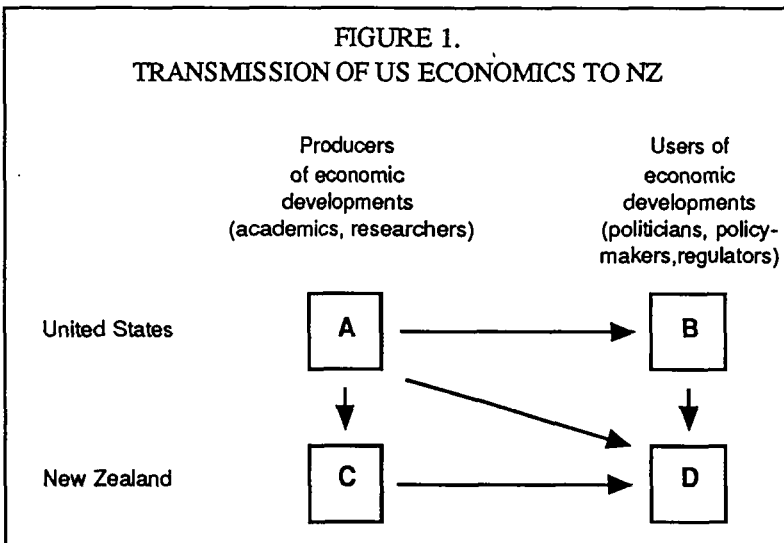 FIGURE 1.
TRANSMISSION OF US ECONOMICS TO NZ
Producers
of economic
developments
(academics, researchers)
Users of
economic
developments
(politicians, policy-
makers,regulators)
United States
A
B
New Zealand
C
D